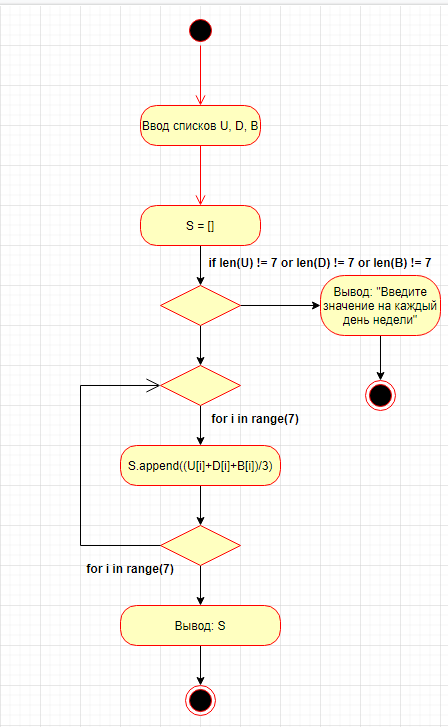 Ввод списков U, D, B
S = []
if len(U) != 7 or len(D) != 7 or len(B) != 7
Вывод: "Введите
значение на каждый
день недели"
for i in range(7)
S.append((U[i]+D[i]+B[i])/3)
for i in range(7)
Вывод: S